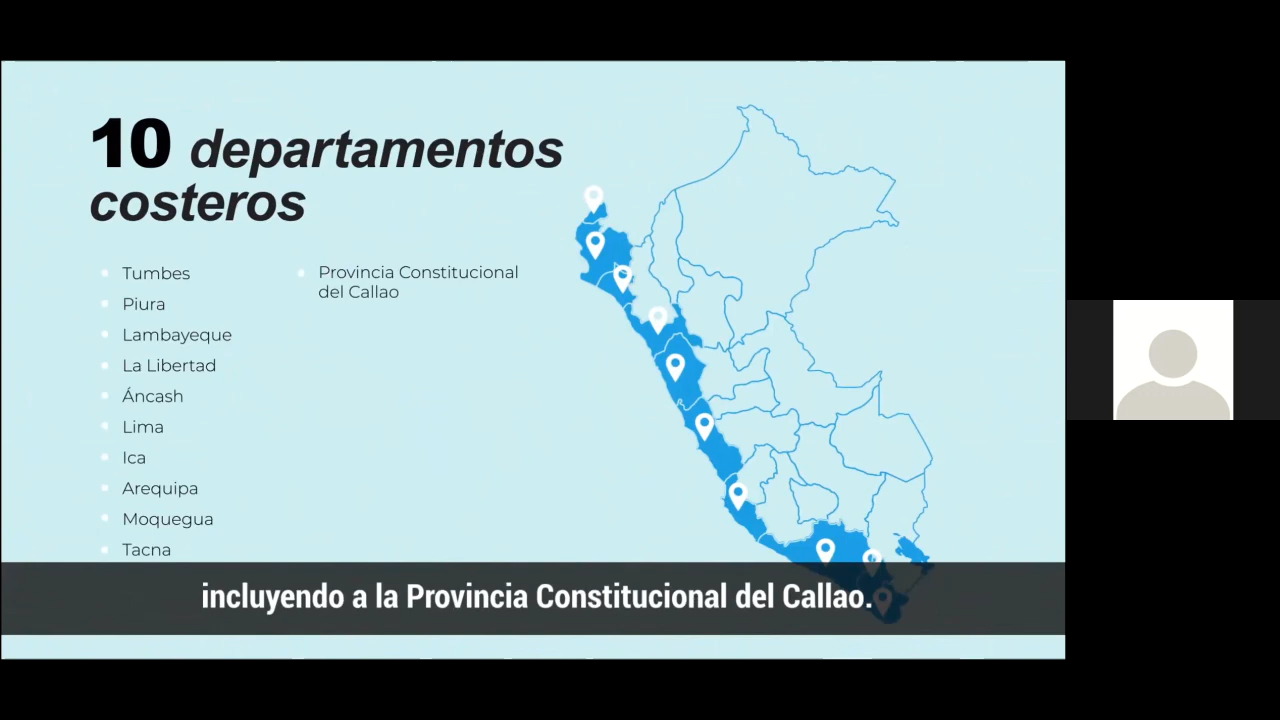 10 departamentos
costeros
Tumbes
Piura
Lambayeque
La Libertad
Áncash
Lima
Ica
Arequipa
Moquegua
Tacna
Provincia Constitucional
del Callao
incluyendo a la Provincia Constitucional del Callao.